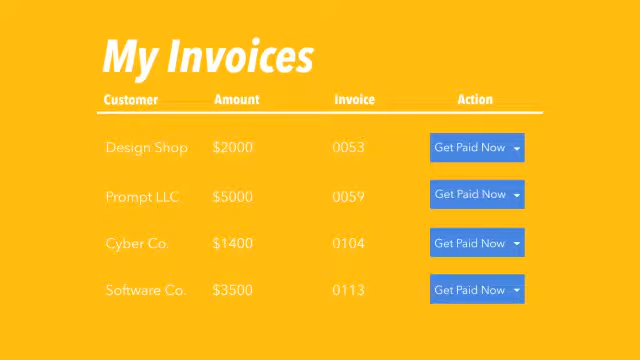 My Invoices
Customer Amount Invoice Action
Design Shop $2000 0053 Get Paid Now
Prompt LLC $5000 0059 Get Paid Now
Cyber Co. $1400 0104 Get Paid Now
Software Co. $3500 0113 Get Paid Now